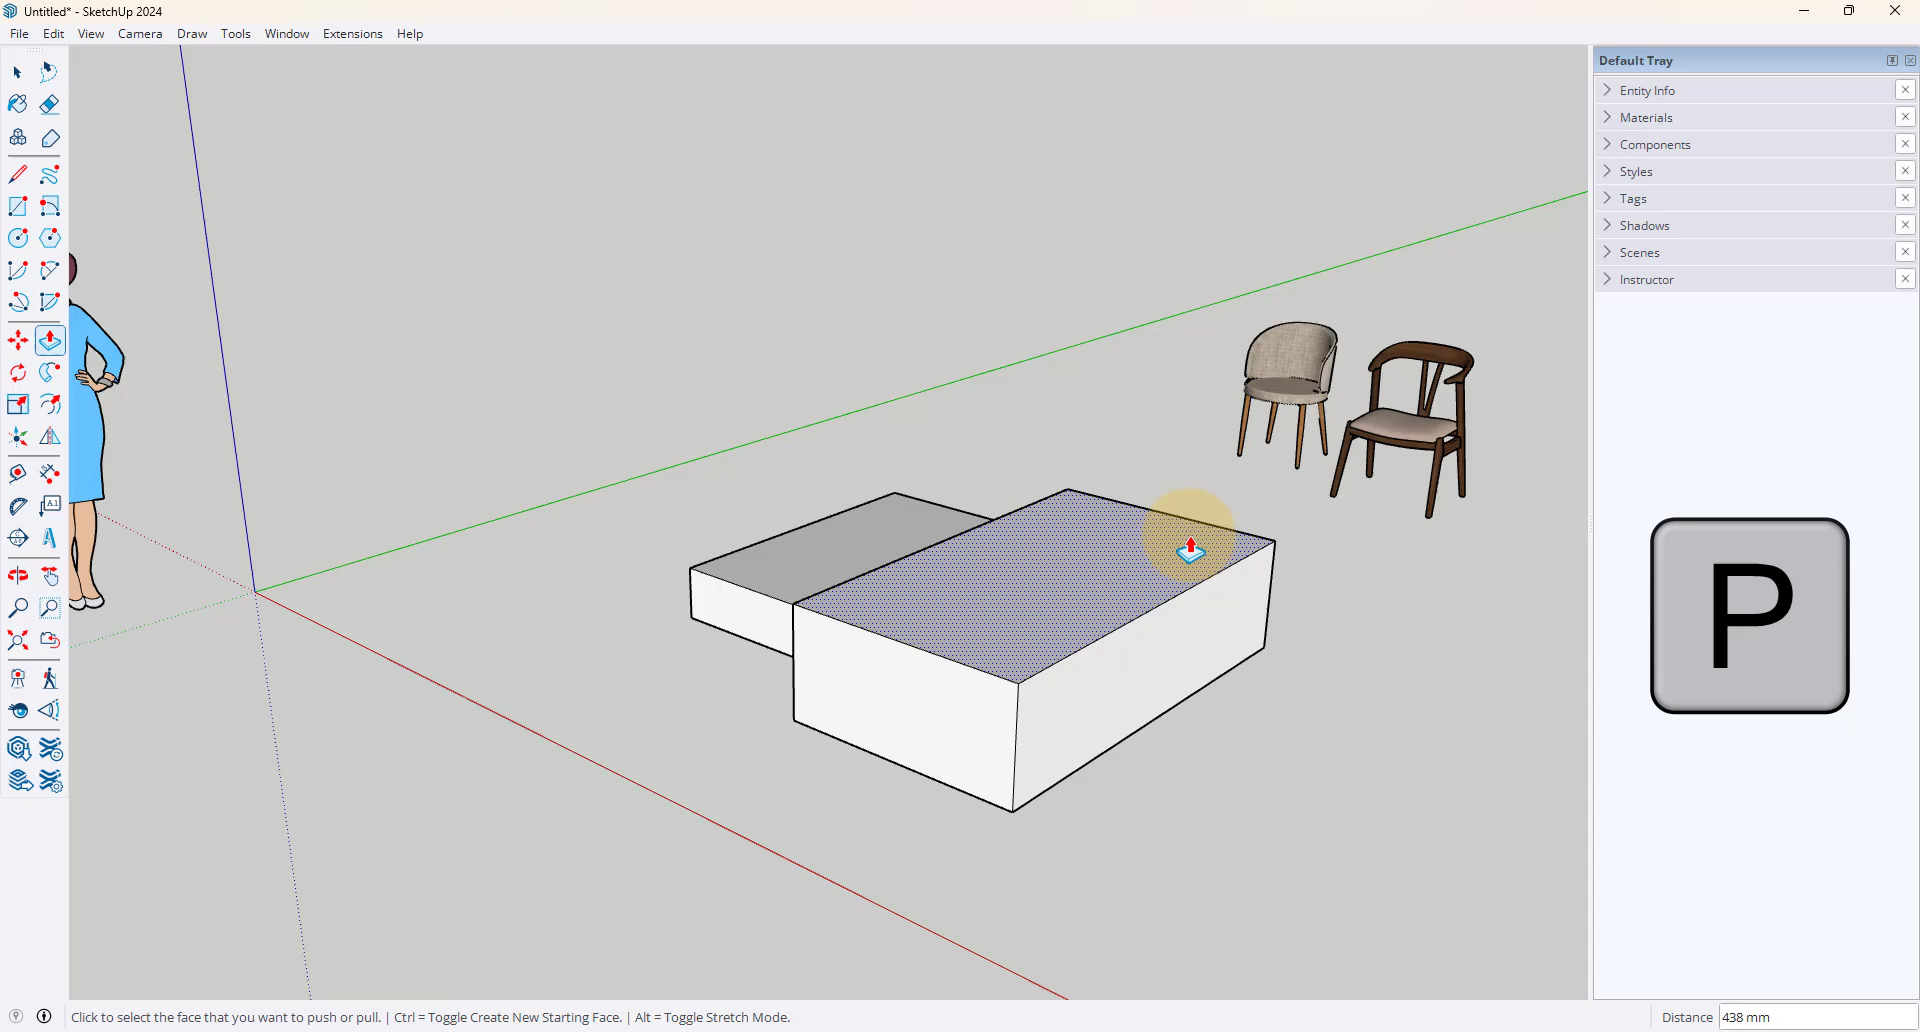 Untitled* - SketchUp 2024
File Edit View Camera Draw Tools Window Extensions Help
Default Tray
Entity Info
Materials
Components
Styles
Tags
Shadows
Scenes
Instructor
A1
A
P
Click to select the face that you want to push or pull. | Ctrl = Toggle Create New Starting Face. | Alt = Toggle Stretch Mode.
Distance 438 mm